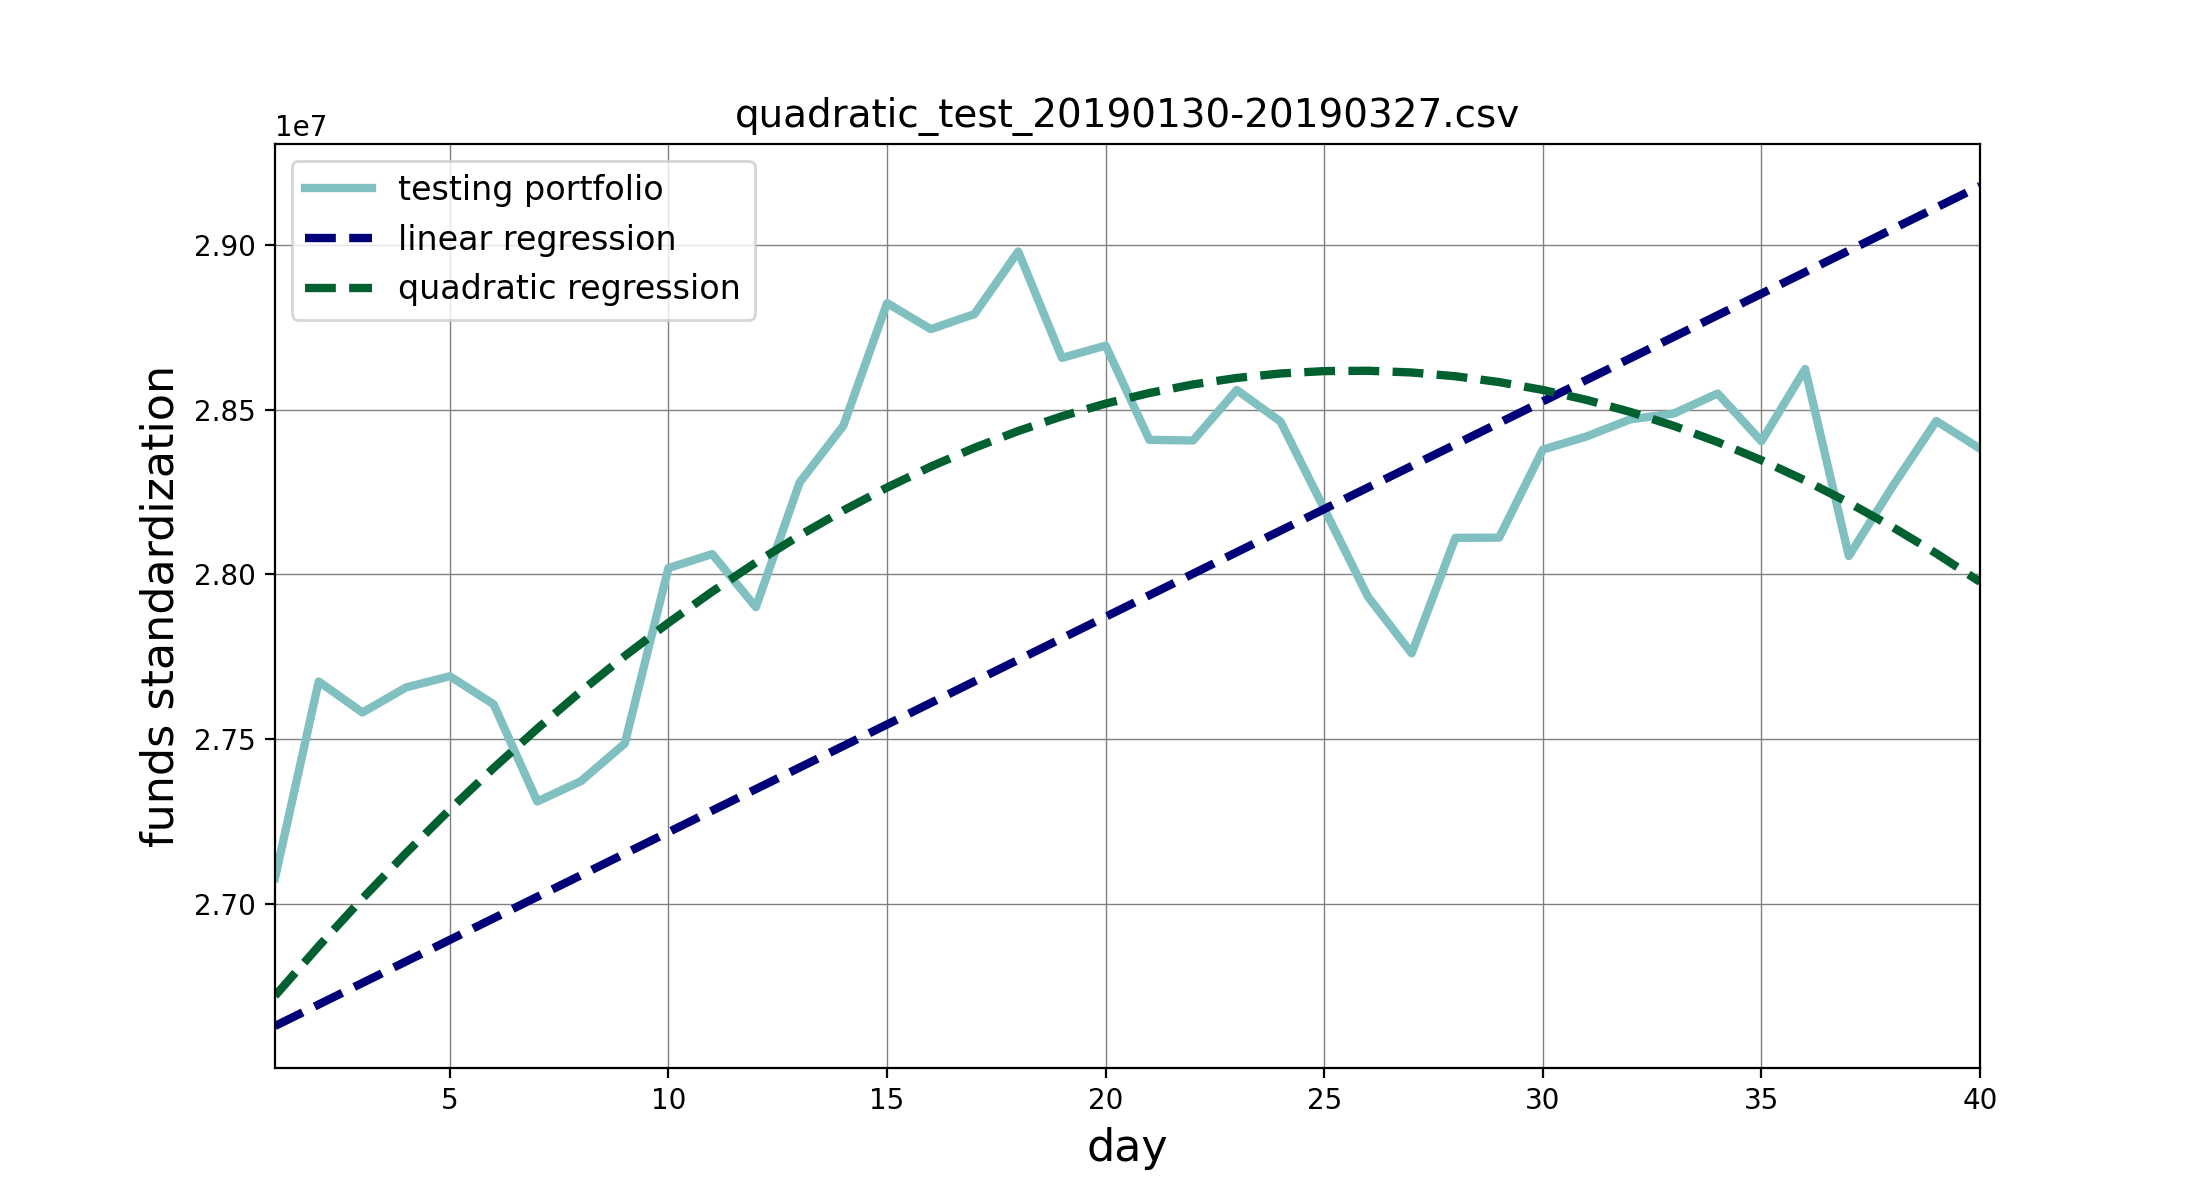 quadratic_test_20190130-20190327.csv
1e7
testing portfolio
linear regression
quadratic regression
2.90
2.85
2.80
2.75
2.70
funds standardization
5 10 15 20 25 30 35 40
day